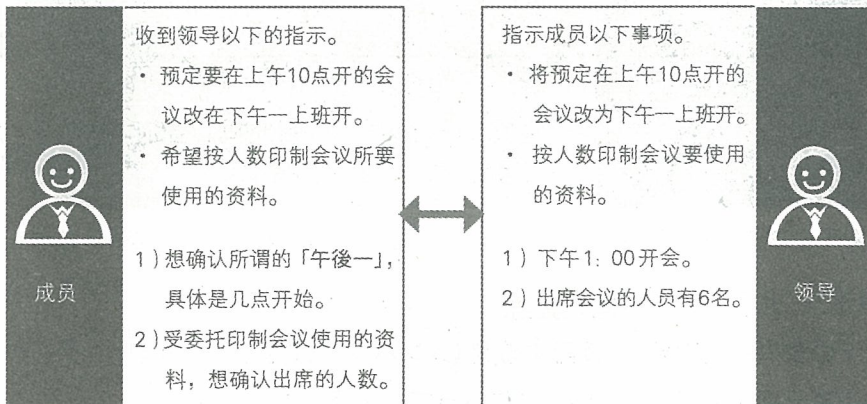 收到领导以下的指示。
・ 预定要在上午10点开的会
议改在下午一上班开。
・ 希望按人数印制会议所要
使用的资料。
1）想确认所谓的「午後一」，
具体是几点开始。
2）受委托印制会议使用的资
料，想确认出席的人数。
成员
指示成员以下事项。
・ 将预定在上午10点开的
会议改为下午一上班开。
・ 按人数印制会议要使用
的资料。
1）下午1：00开会。
2）出席会议的人员有6名。
领导